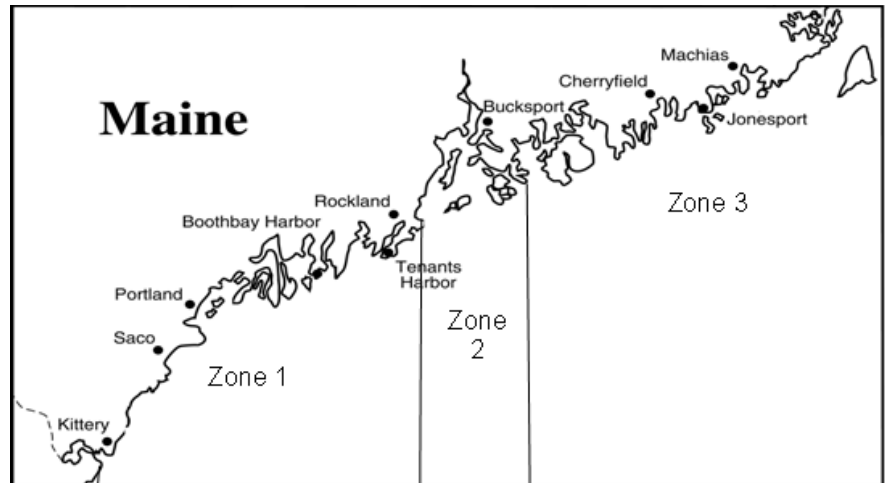 Machias
Cherryfield
Maine
Bucksport
Jonesport
Rockland
Zone 3
Boothbay Harbor
Tenants
Harbor
Portland
Zone
2
Saco
Zone 1
Kittery